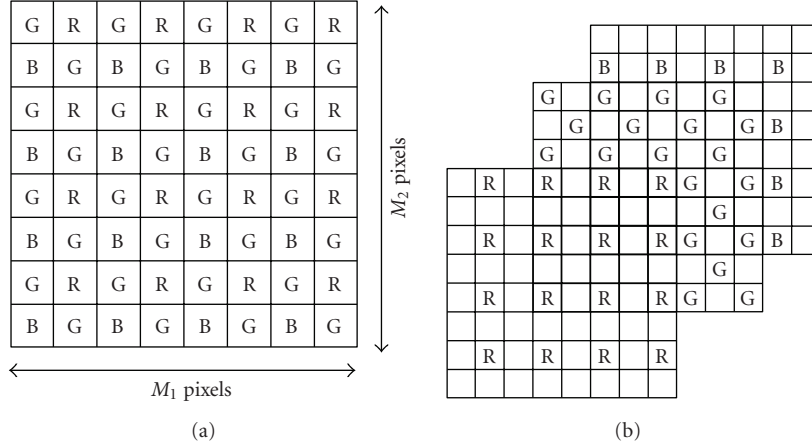 G R G R G R G R
B G B G B G B G
G R G R G R G R
B G B G B G B G
G R G R G R G R
B G B G B G B G
G R G R G R G R
B G B G B G B G
M2 pixels
M1 pixels
(a)
B B B B
G G G G
G G G G B
G G G G
R R R R G G B
G
R R R R G G B
G
R R R R G G
R R R R
(b)